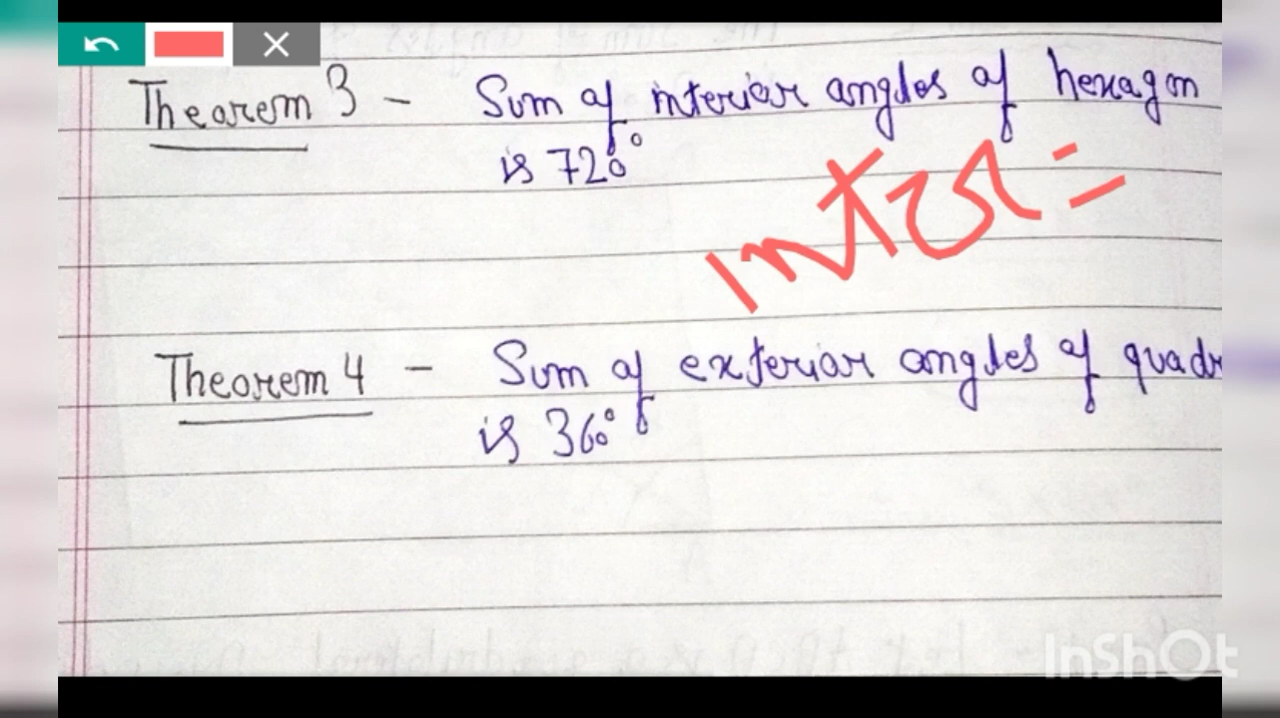 Theorem 3 - Sum of interior angles of hexagon
is 720°
Theorem 4 - Sum of exterior angles of quadr
is 360°
InShOt